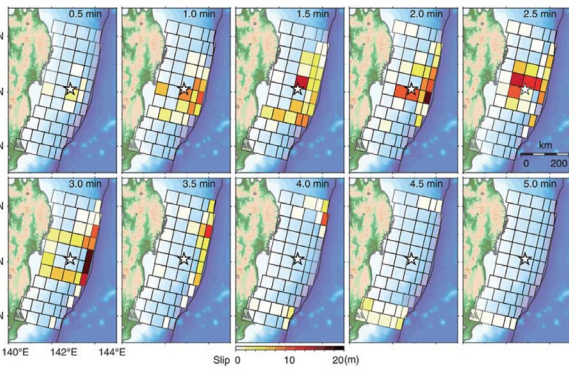 0.5 min
1.0 min
1.5 min
2.0 min
2.5 min
N
N
N
km
0 200
3.0 min
3.5 min
4.0 min
4.5 min
5.0 min
N
N
N
140°E 142°E 144°E
Slip 0 10 20(m)